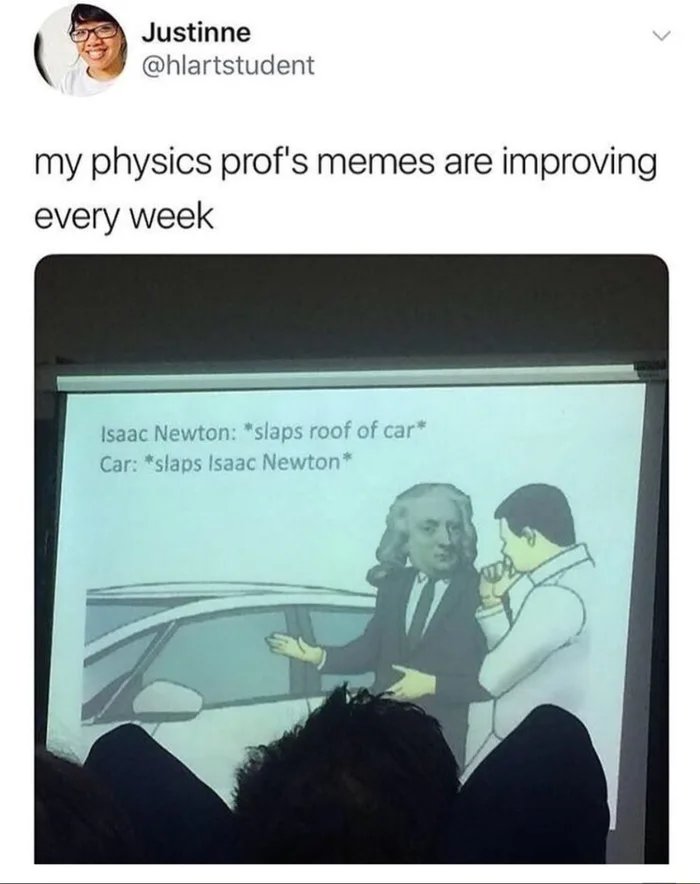 Justinne
@hlartstudent
my physics prof's memes are improving
every week
Isaac Newton: *slaps roof of car*
Car: *slaps Isaac Newton*